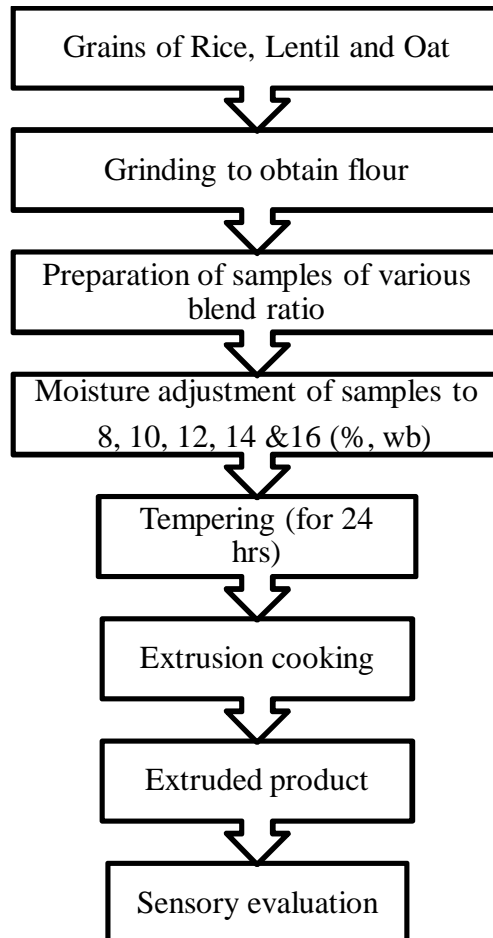 Grains of Rice, Lentil and Oat
Grinding to obtain flour
Preparation of samples of various
blend ratio
Moisture adjustment of samples to
8, 10, 12, 14 &16 (%, wb)
Tempering (for 24
hrs)
Extrusion cooking
Extruded product
Sensory evaluation